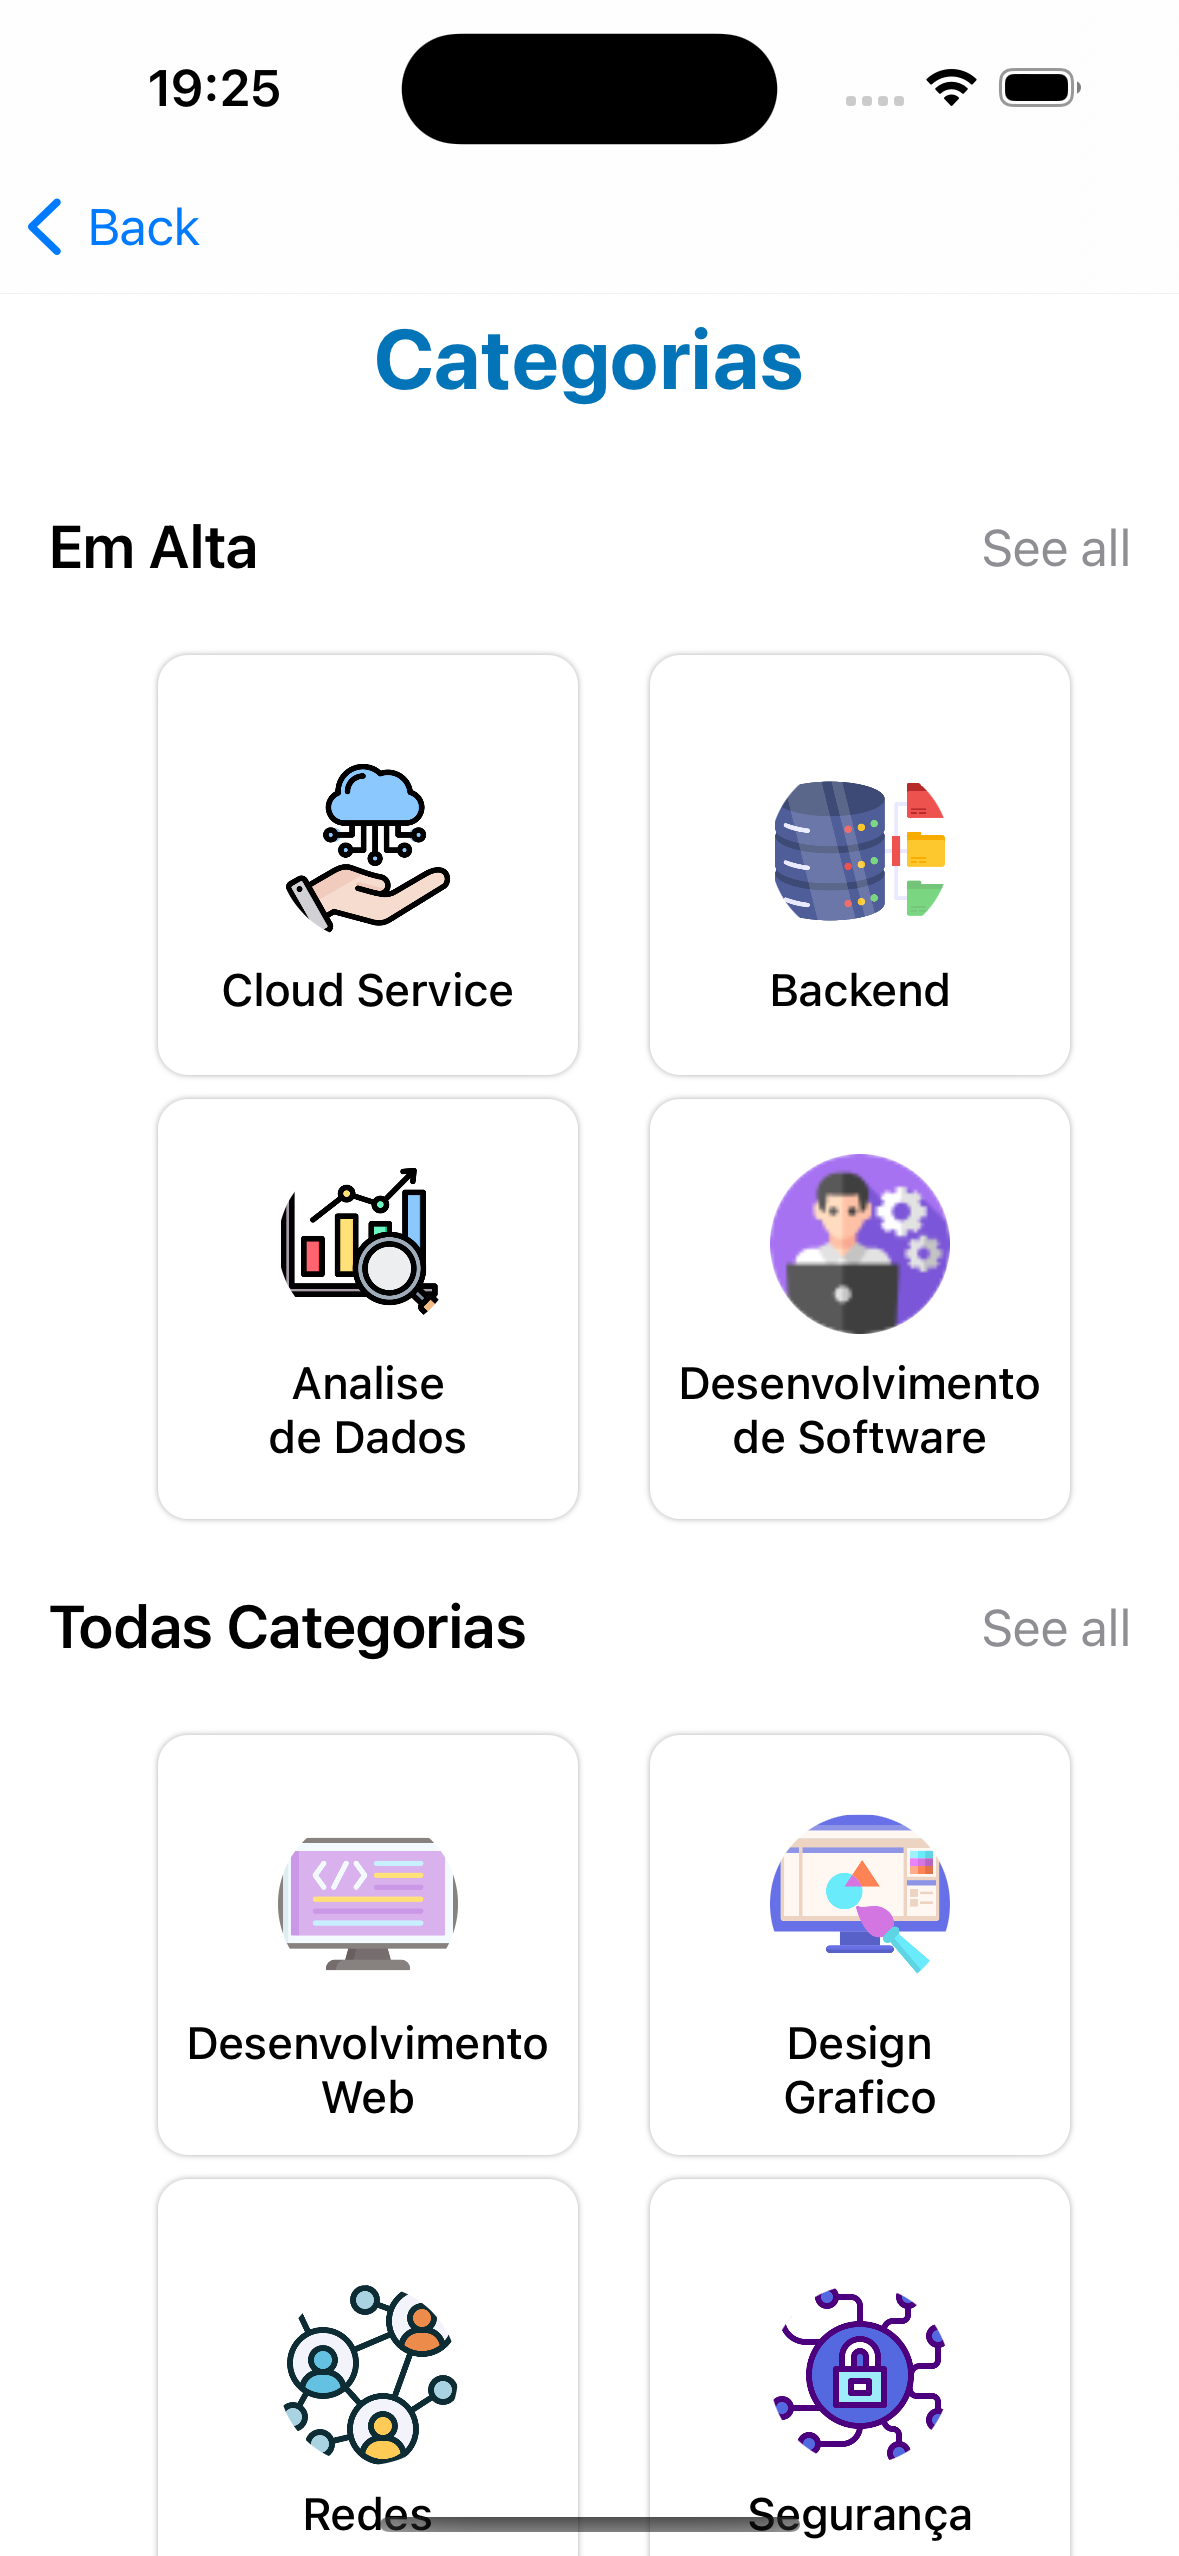 19:25
Back
Categorias
Em Alta
See all
Cloud Service
Backend
Analise
de Dados
Desenvolvimento
de Software
Todas Categorias
See all
Desenvolvimento
Web
Design
Grafico
Redes
Segurança